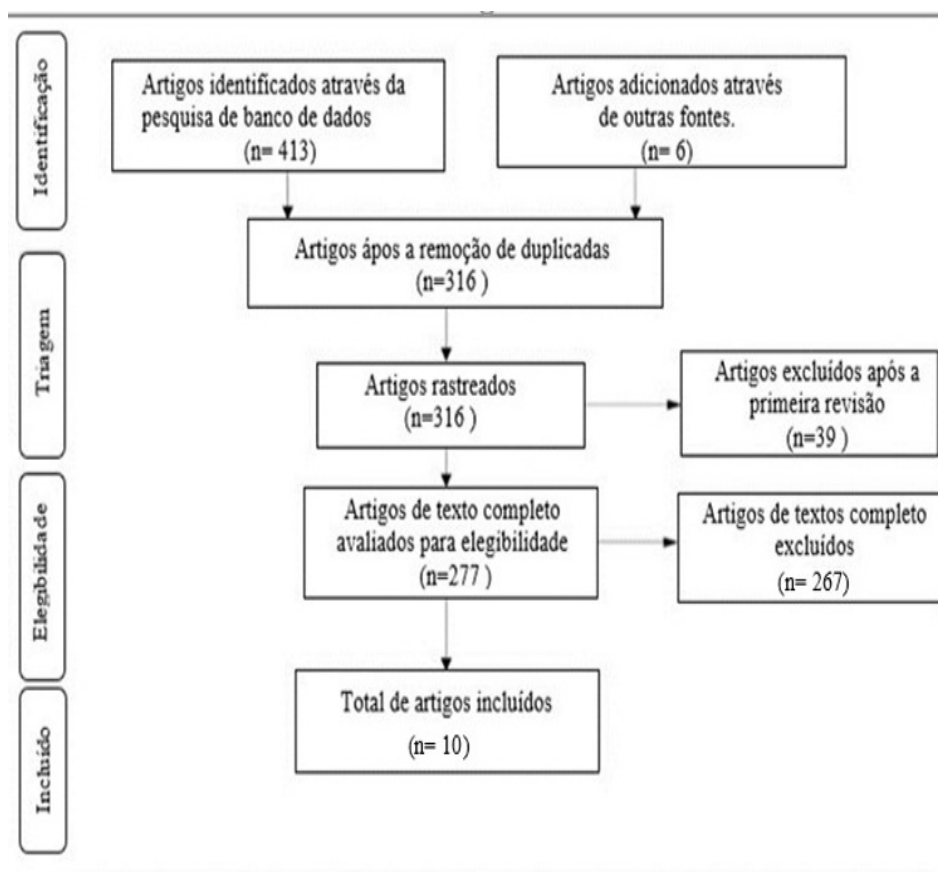 Identificação
Artigos identificados através da
pesquisa de banco de dados
(n= 413)
Artigos adicionados através
de outras fontes.
(n= 6)
Artigos ápos a remoção de duplicadas
(n=316 )
Triagem
Artigos rastreados
(n=316 )
Artigos excluídos após a
primeira revisão
(n=39 )
Elegibilidade
Artigos de texto completo
avaliados para elegibilidade
(n=277 )
Artigos de textos completo
excluídos
(n= 267)
Incluído
Total de artigos incluídos
(n= 10)